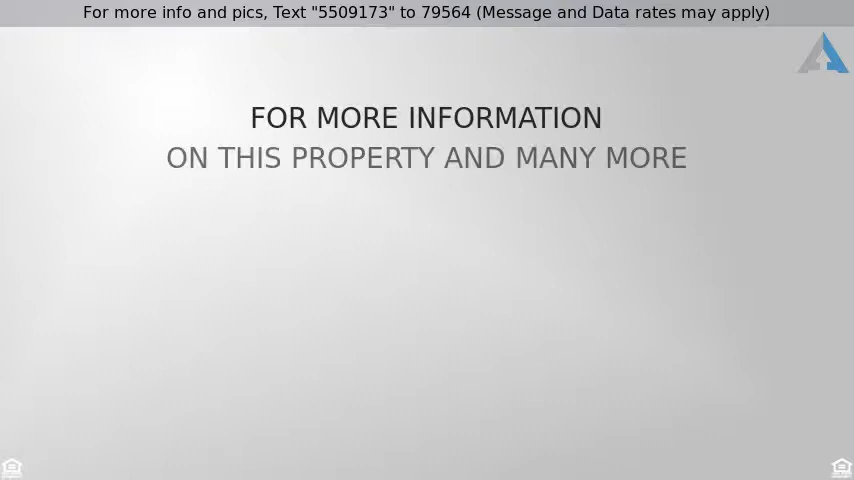 For more info and pics, Text "5509173" to 79564 (Message and Data rates may apply)
FOR MORE INFORMATION
ON THIS PROPERTY AND MANY MORE